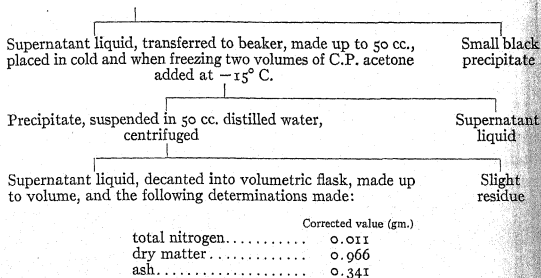 Supernatant liquid, transferred to beaker, made up to 50 cc., Small black
placed in cold and when freezing two volumes of C.P. acetone precipitate
added at −15° C.
Precipitate, suspended in 50 cc. distilled water, Supernatant
centrifuged liquid
Supernatant liquid, decanted into volumetric flask, made up Slight
to volume, and the following determinations made: residue
Corrected value (gm.)
total nitrogen........... 0.011
dry matter........... 0.966
ash..................... 0.341